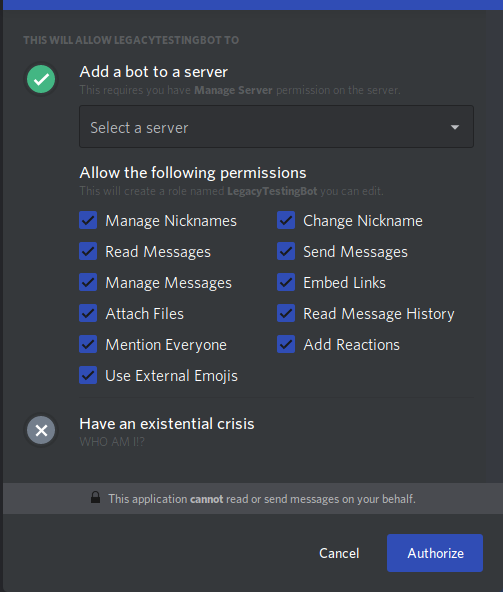 THIS WILL ALLOW LEGACYTESTINGBOT TO
Add a bot to a server
This requires you have Manage Server permission on the server.
Select a server
Allow the following permissions
This will create a role named LegacyTestingBot you can edit.
Manage Nicknames
Change Nickname
Read Messages
Send Messages
Manage Messages
Embed Links
Attach Files
Read Message History
Mention Everyone
Add Reactions
Use External Emojis
Have an existential crisis
WHO AM I!?
This application cannot read or send messages on your behalf.
Cancel
Authorize